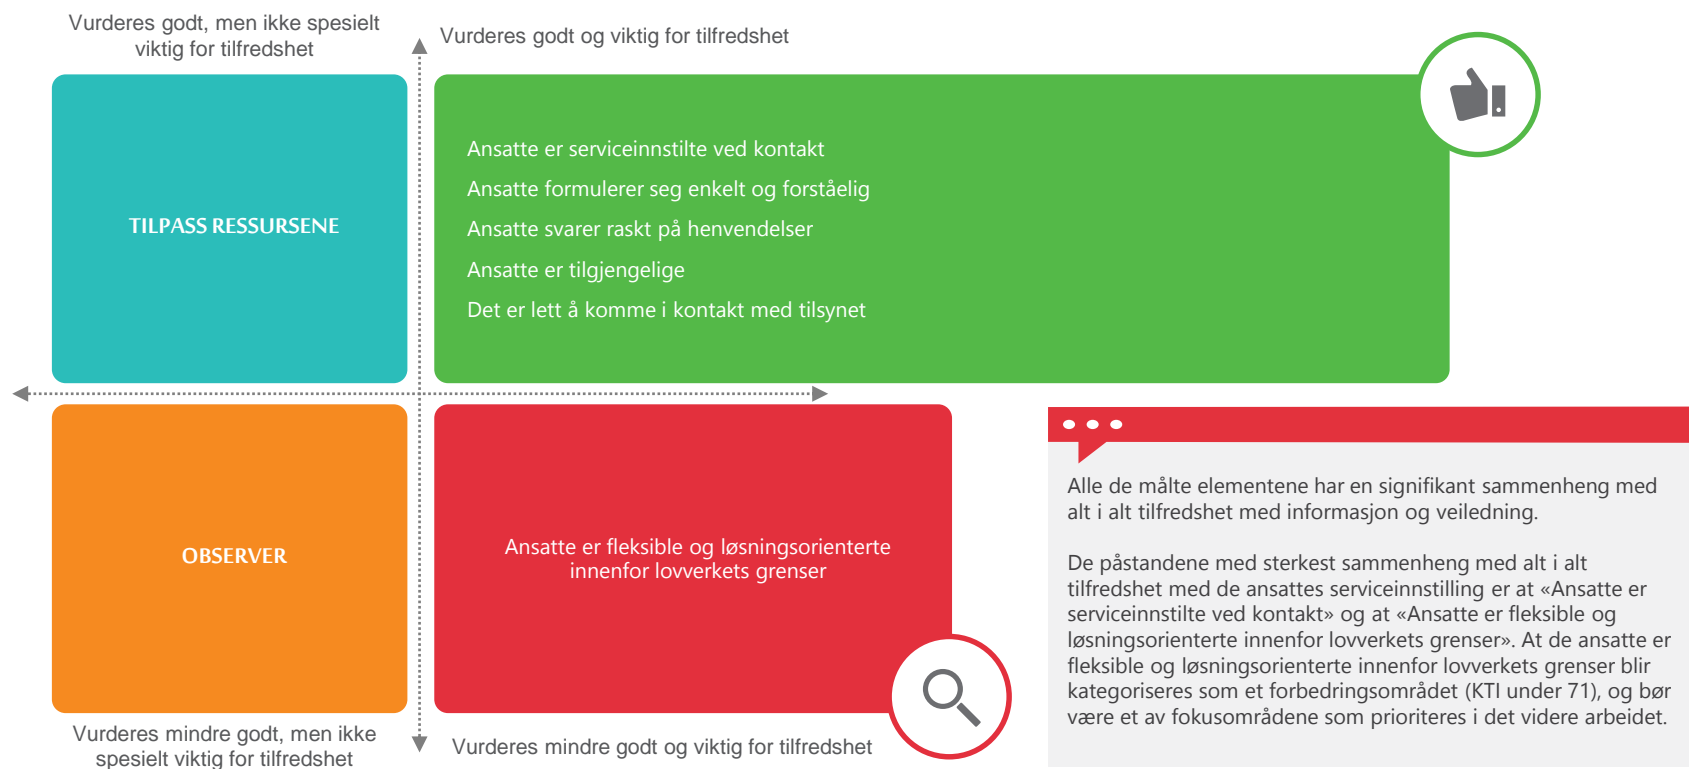 Vurderes godt, men ikke spesielt
viktig for tilfredshet
Vurderes godt og viktig for tilfredshet
TILPASS RESSURSENE
Ansatte er serviceinnstilte ved kontakt
Ansatte formulerer seg enkelt og forståelig
Ansatte svarer raskt på henvendelser
Ansatte er tilgjengelige
Det er lett å komme i kontakt med tilsynet
OBSERVER
Ansatte er fleksible og løsningsorienterte
innenfor lovverkets grenser
Vurderes mindre godt, men ikke
spesielt viktig for tilfredshet
Vurderes mindre godt og viktig for tilfredshet
Alle de målte elementene har en signifikant sammenheng med
alt i alt tilfredshet med informasjon og veiledning.
De påstandene med sterkest sammenheng med alt i alt
tilfredshet med de ansattes serviceinnstilling er at «Ansatte er
serviceinnstilte ved kontakt» og at «Ansatte er fleksible og
løsningsorienterte innenfor lovverkets grenser». At de ansatte er
fleksible og løsningsorienterte innenfor lovverkets grenser blir
kategoriseres som et forbedringsområdet (KTI under 71), og bør
være et av fokusområdene som prioriteres i det videre arbeidet.